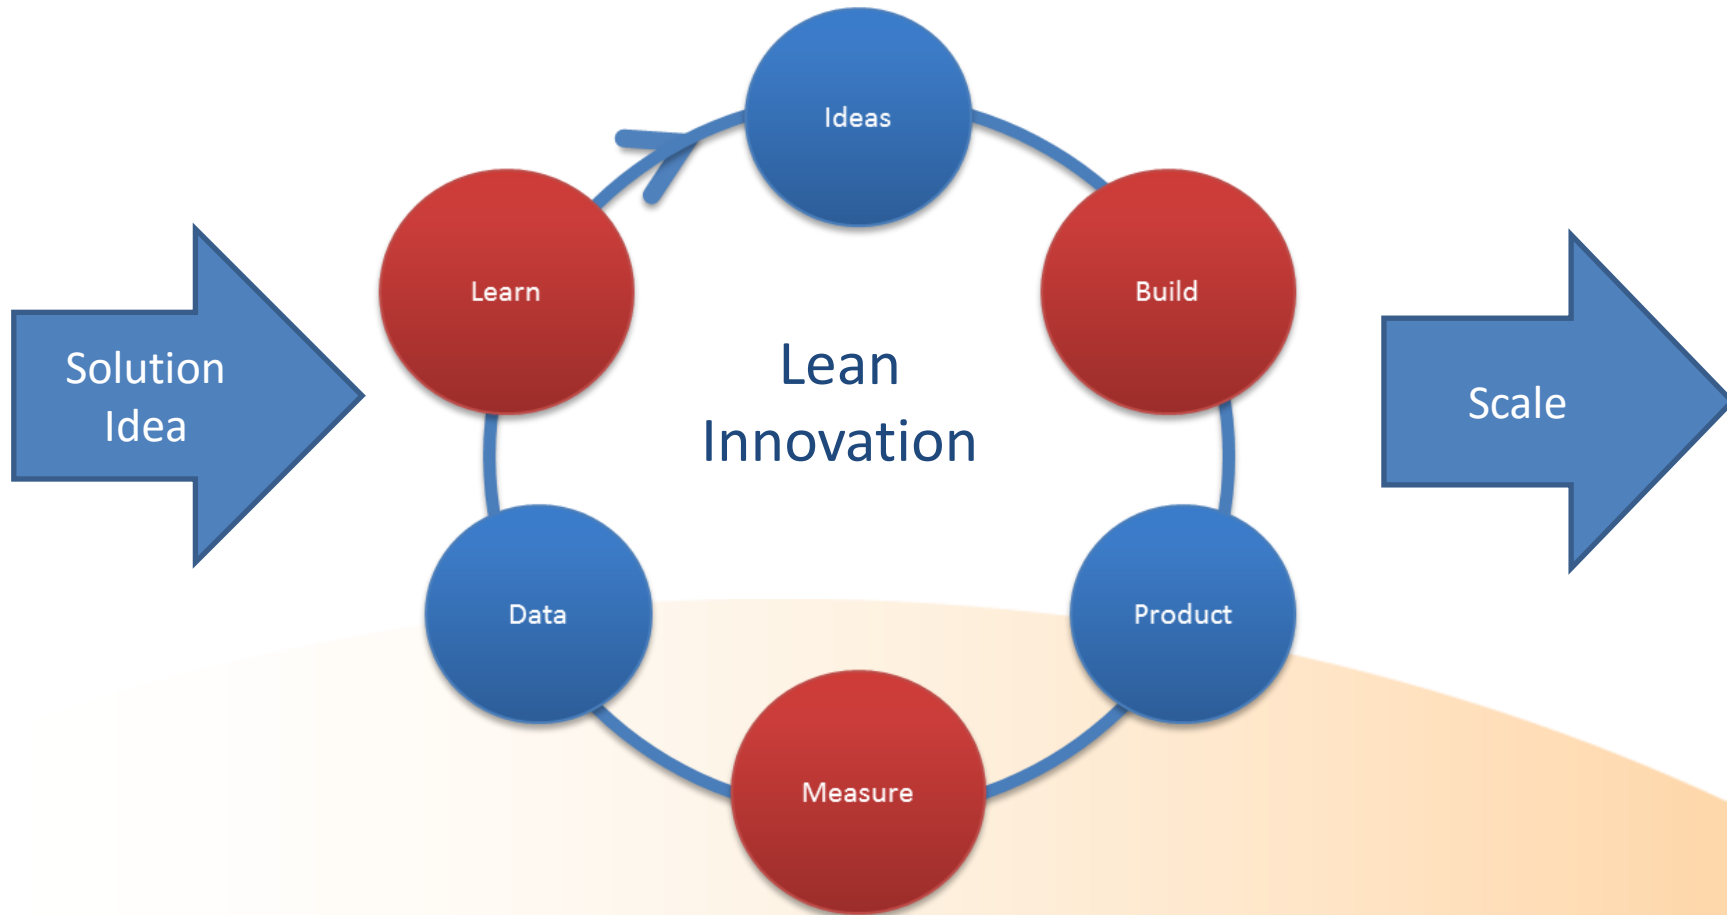 Ideas
Learn
Build
Solution
Idea
Lean
Innovation
Scale
Data
Product
Measure